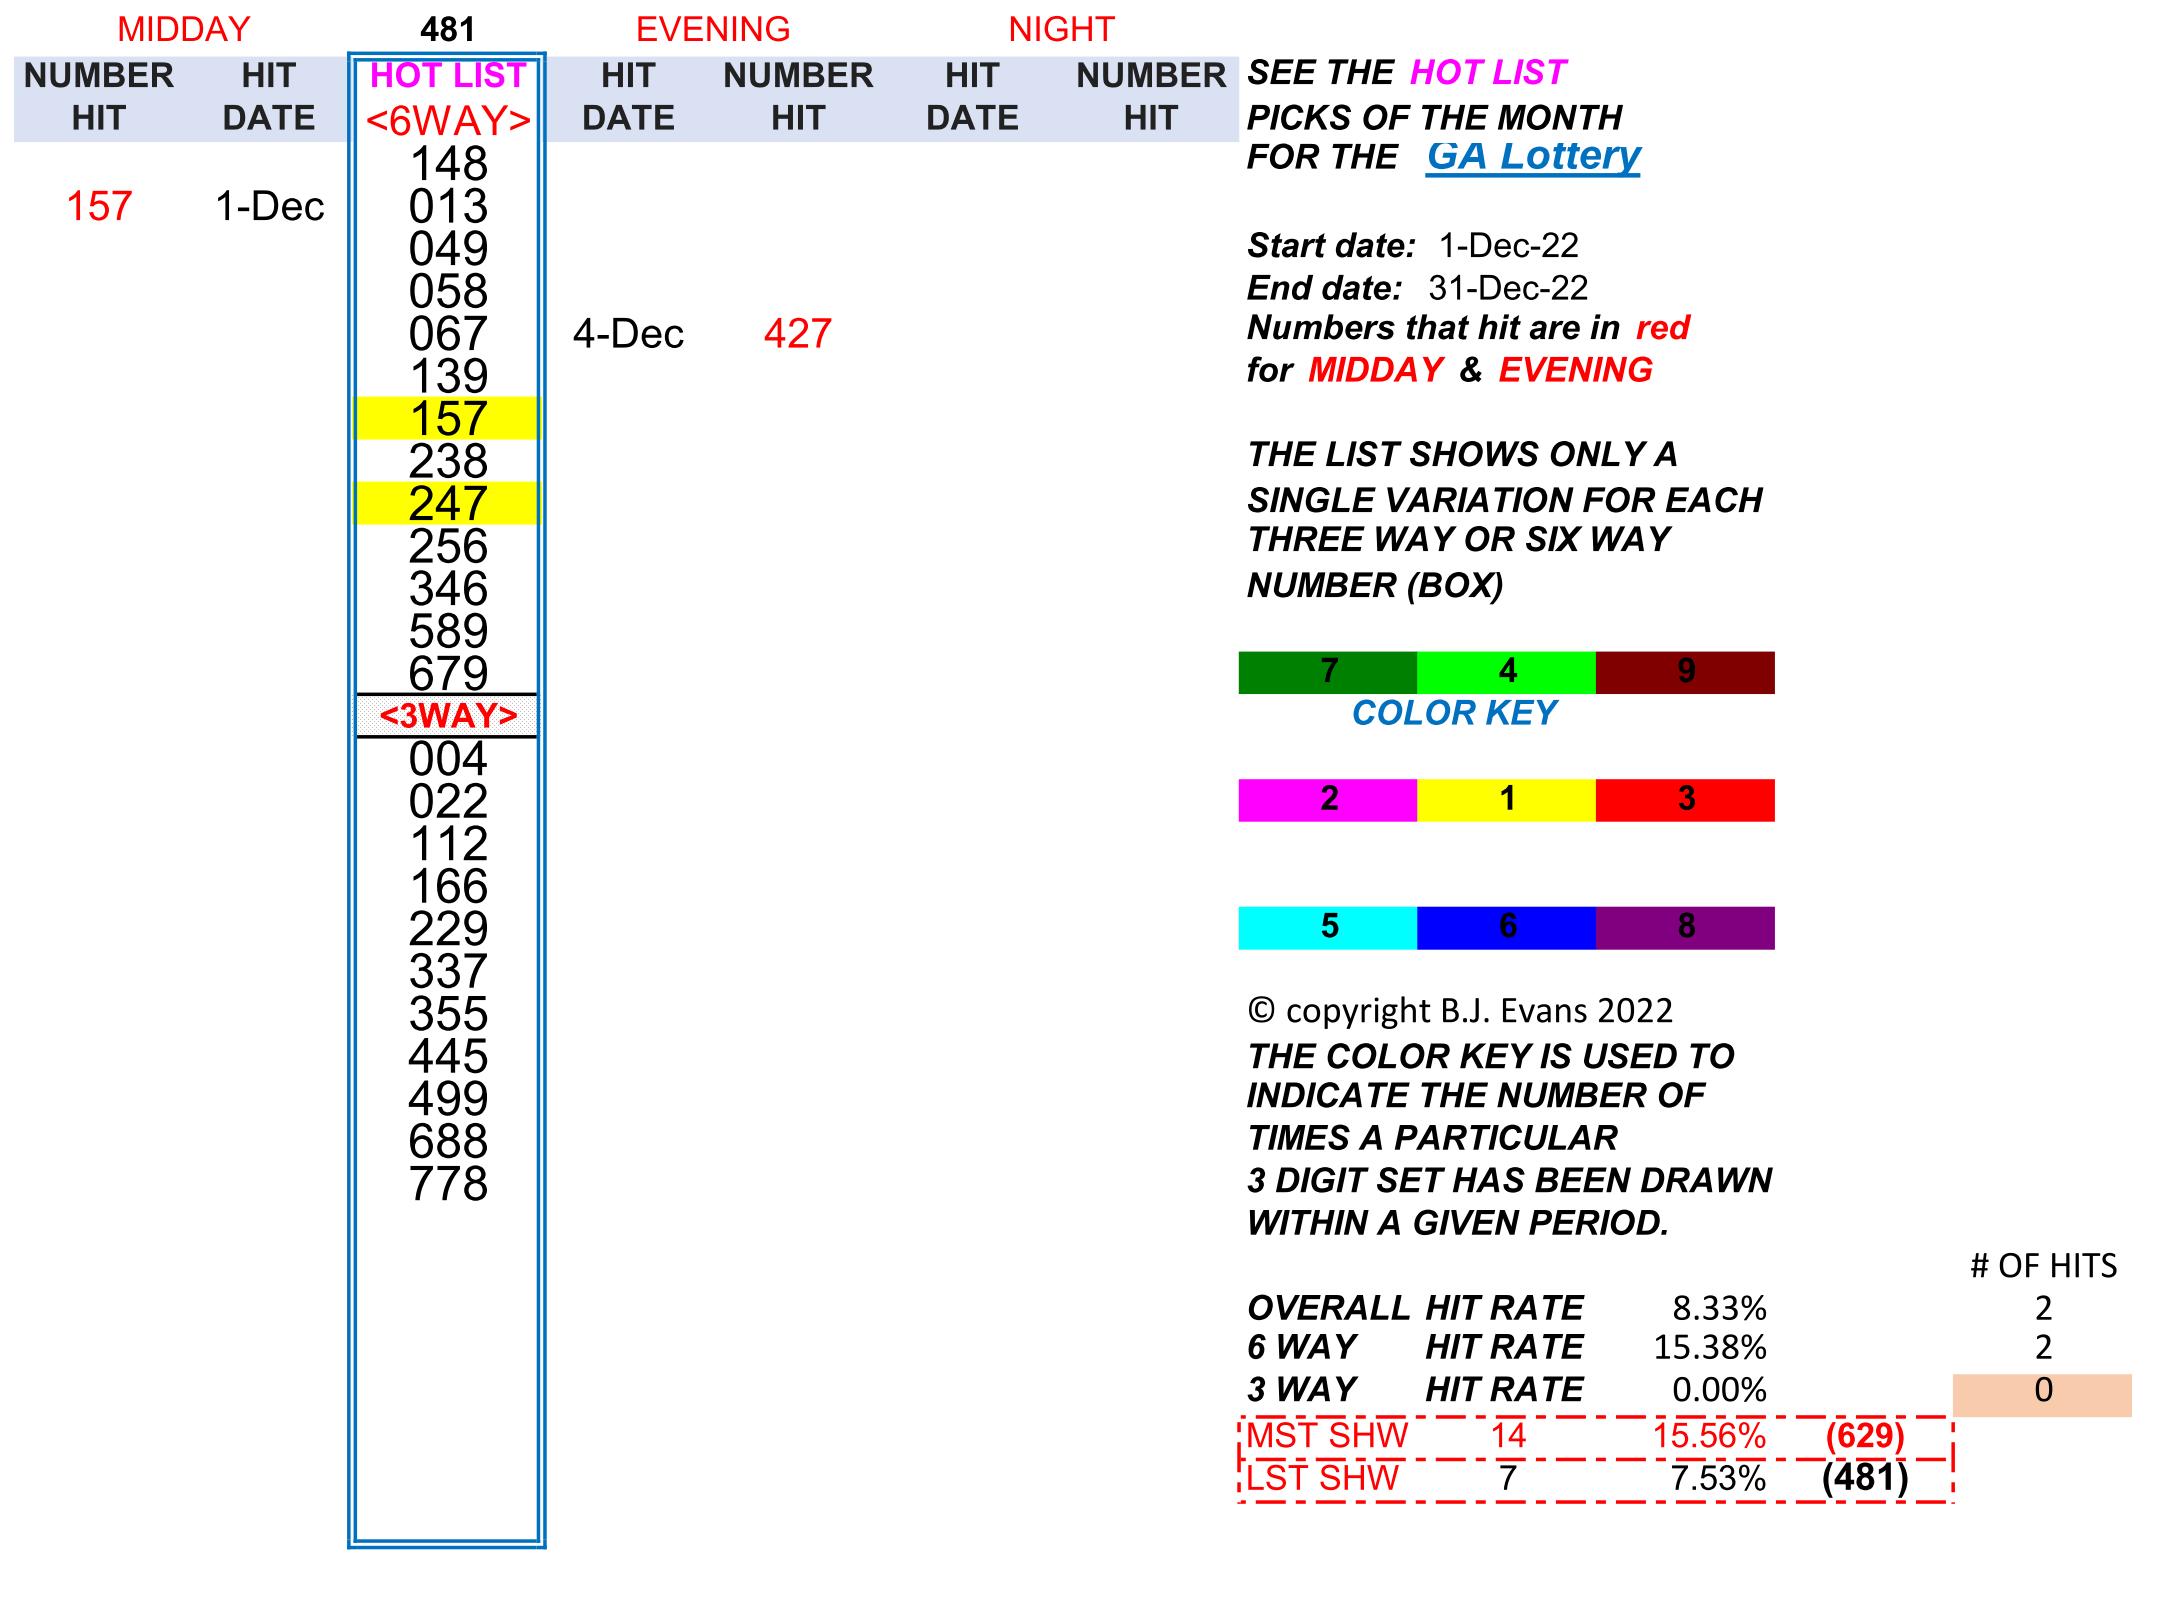 MIDDAY 481 EVENING NIGHT
NUMBER HIT HOT LIST HIT NUMBER HIT NUMBER
HIT DATE <6WAY> DATE HIT DATE HIT
148
157 1-Dec 013
049
058
067 4-Dec 427
139
157
238
247
256
346
589
679
<3WAY>
004
022
112
166
229
337
355
445
499
688
778
SEE THE HOT LIST
PICKS OF THE MONTH
FOR THE GA Lottery
Start date: 1-Dec-22
End date: 31-Dec-22
Numbers that hit are in red
for MIDDAY & EVENING
THE LIST SHOWS ONLY A
SINGLE VARIATION FOR EACH
THREE WAY OR SIX WAY
NUMBER (BOX)
7 4 9
COLOR KEY
2 1 3
5 6 8
© copyright B.J. Evans 2022
THE COLOR KEY IS USED TO
INDICATE THE NUMBER OF
TIMES A PARTICULAR
3 DIGIT SET HAS BEEN DRAWN
WITHIN A GIVEN PERIOD.
# OF HITS
OVERALL HIT RATE 8.33% 2
6 WAY HIT RATE 15.38% 2
3 WAY HIT RATE 0.00% 0
MST SHW 14 15.56% (629)
LST SHW 7 7.53% (481)